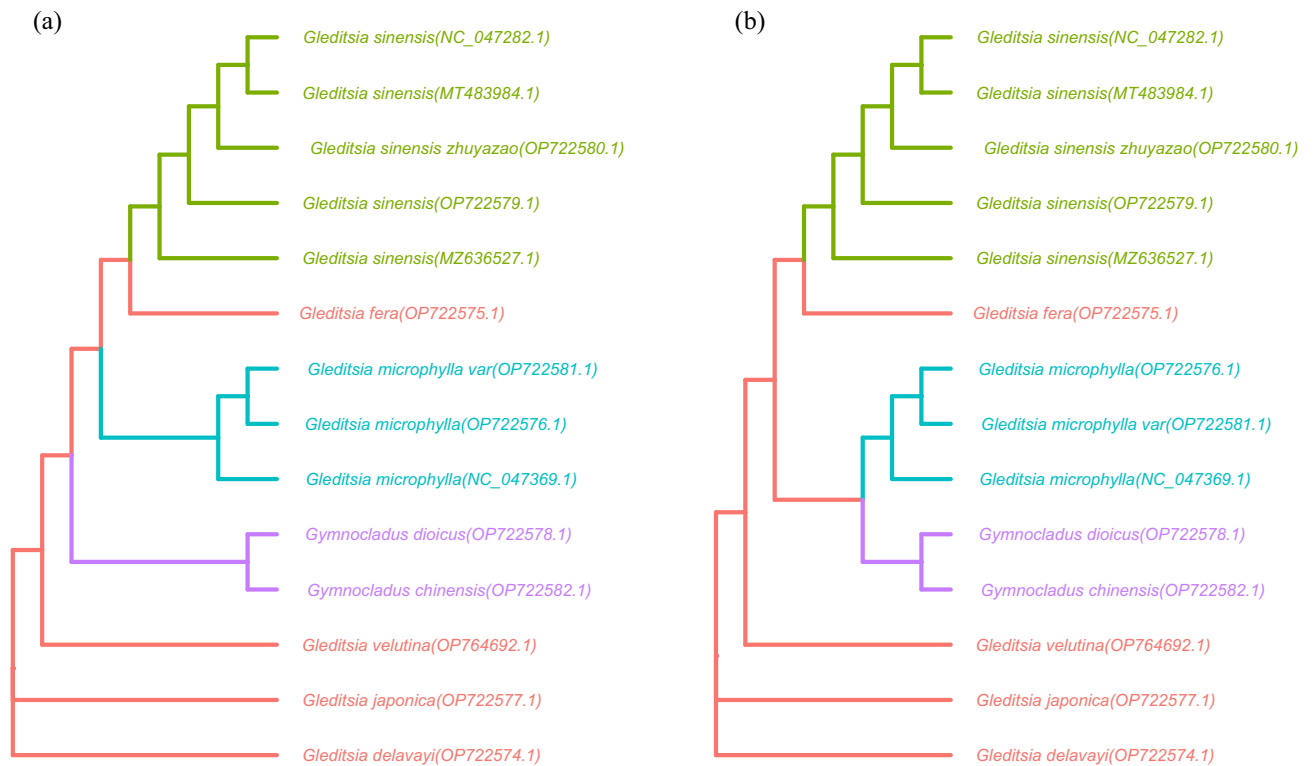 (a)
Gleditsia sinensis(NC_047282.1)
Gleditsia sinensis(MT483984.1)
Gleditsia sinensis zhuyazao(OP722580.1)
Gleditsia sinensis(OP722579.1)
Gleditsia sinensis(MZ636527.1)
Gleditsia fera(OP722575.1)
Gleditsia microphylla var(OP722581.1)
Gleditsia microphylla(OP722576.1)
Gleditsia microphylla(NC_047369.1)
Gymnocladus dioicus(OP722578.1)
Gymnocladus chinensis(OP722582.1)
Gleditsia velutina(OP764692.1)
Gleditsia japonica(OP722577.1)
Gleditsia delavayi(OP722574.1)
(b)
Gleditsia sinensis(NC_047282.1)
Gleditsia sinensis(MT483984.1)
Gleditsia sinensis zhuyazao(OP722580.1)
Gleditsia sinensis(OP722579.1)
Gleditsia sinensis(MZ636527.1)
Gleditsia fera(OP722575.1)
Gleditsia microphylla(OP722576.1)
Gleditsia microphylla var(OP722581.1)
Gleditsia microphylla(NC_047369.1)
Gymnocladus dioicus(OP722578.1)
Gymnocladus chinensis(OP722582.1)
Gleditsia velutina(OP764692.1)
Gleditsia japonica(OP722577.1)
Gleditsia delavayi(OP722574.1)